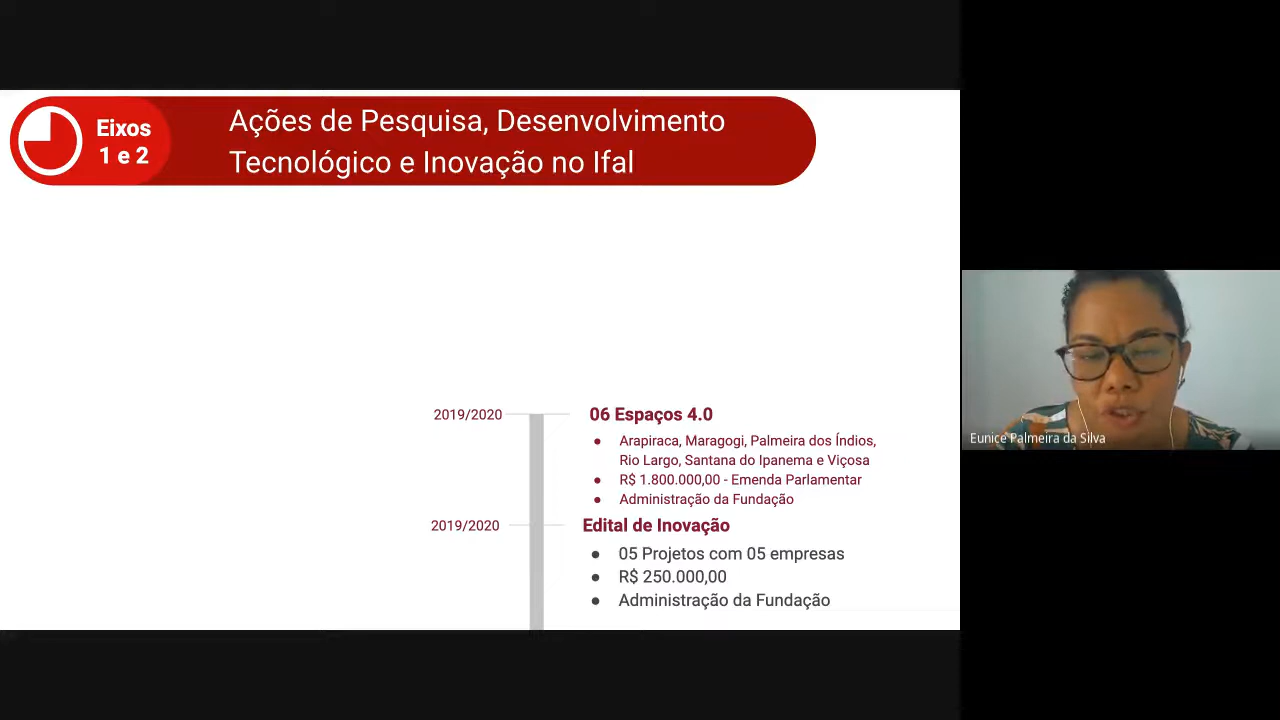 Eixos
1 e 2
Ações de Pesquisa, Desenvolvimento
Tecnológico e Inovação no Ifal
2019/2020
06 Espaços 4.0
● Arapiraca, Maragogi, Palmeira dos Índios,
Rio Largo, Santana do Ipanema e Viçosa
● R$ 1.800.000,00 - Emenda Parlamentar
● Administração da Fundação
2019/2020
Edital de Inovação
● 05 Projetos com 05 empresas
● R$ 250.000,00
● Administração da Fundação
Eunice Palmeira da Silva